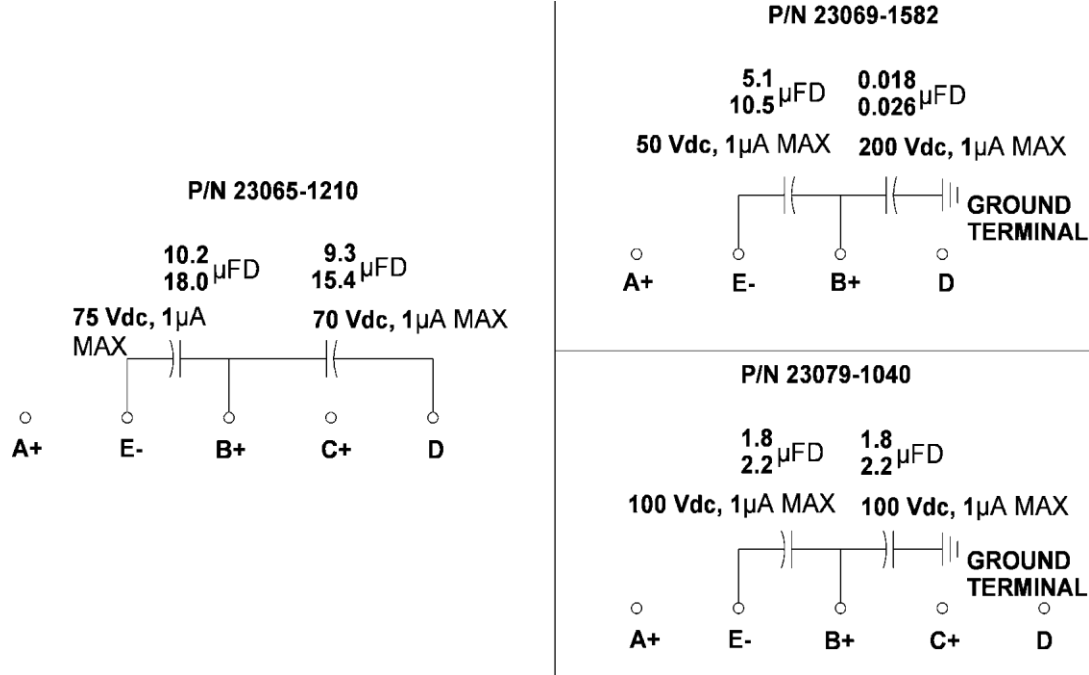 P/N 23065-1210
10.2
18.0 µFD
9.3
15.4 µFD
75 Vdc, 1µA
MAX
70 Vdc, 1µA MAX
A+ E- B+ C+ D
P/N 23069-1582
5.1
10.5 µFD
0.018
0.026 µFD
50 Vdc, 1µA MAX
200 Vdc, 1µA MAX
GROUND
TERMINAL
A+ E- B+ D
P/N 23079-1040
1.8
2.2 µFD
1.8
2.2 µFD
100 Vdc, 1µA MAX
100 Vdc, 1µA MAX
GROUND
TERMINAL
A+ E- B+ C+ D